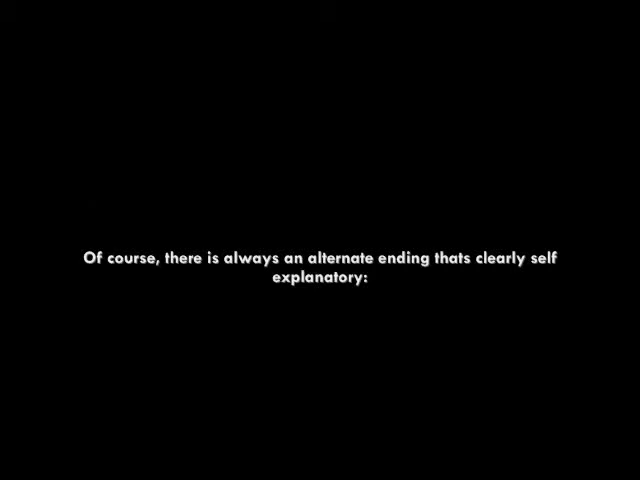 Of course, there is always an alternate ending thats clearly self
explanatory: